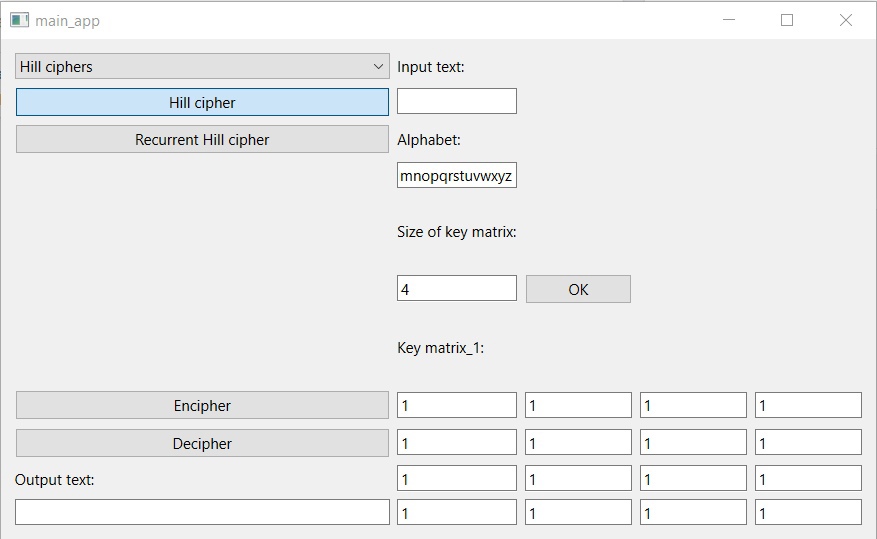 main_app
Hill ciphers
Input text:
Hill cipher
Recurrent Hill cipher
Alphabet:
mnopqrstuvwxyz
Size of key matrix:
4
OK
Key matrix_1:
Encipher
1 1 1 1
Decipher
1 1 1 1
Output text:
1 1 1 1
1 1 1 1